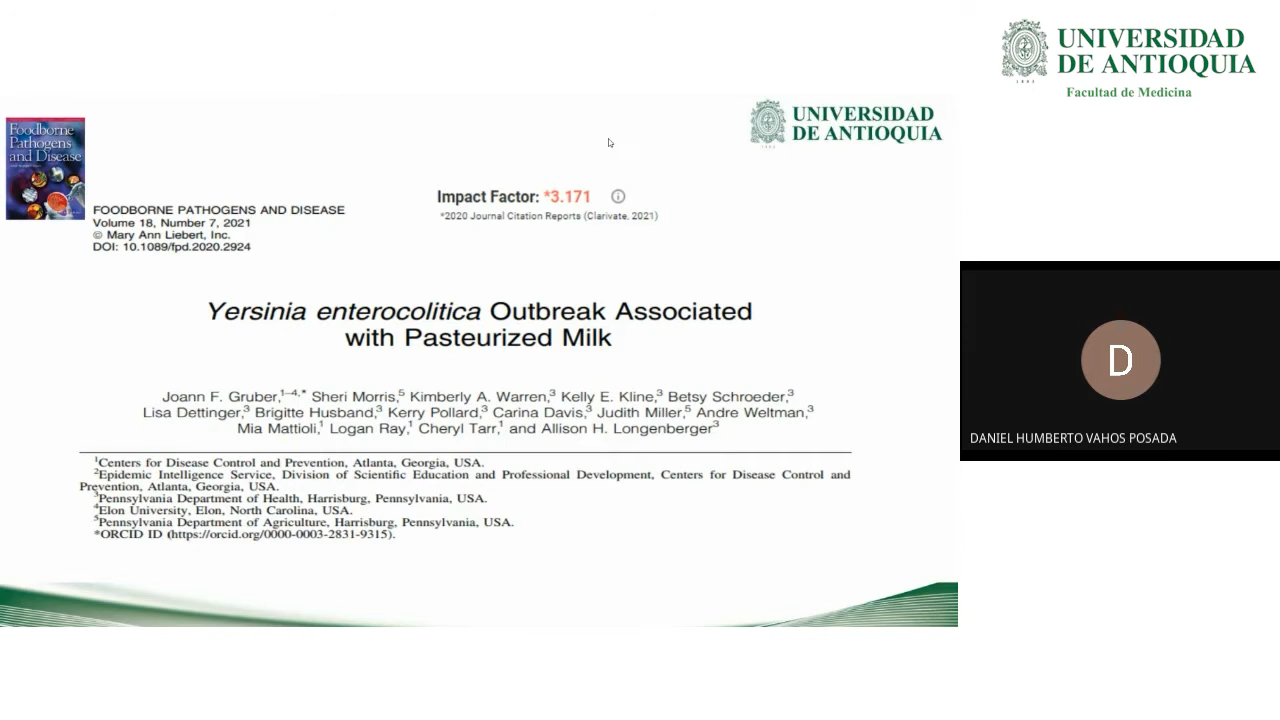 UNIVERSIDAD
DE ANTIOQUIA
1803
Facultad de Medicina
UNIVERSIDAD
DE ANTIOQUIA
Foodborne
Pathogens
and Disease
Impact Factor: *3.171
*2020 Journal Citation Reports (Clarivate, 2021)
FOODBORNE PATHOGENS AND DISEASE
Volume 18, Number 7, 2021
© Mary Ann Liebert, Inc.
DOI: 10.1089/fpd.2020.2924
Yersinia enterocolitica Outbreak Associated
with Pasteurized Milk
Joann F. Gruber,1–4,* Sheri Morris,5 Kimberly A. Warren,3 Kelly E. Kline,3 Betsy Schroeder,3
Lisa Dettinger,3 Brigitte Husband,3 Kerry Pollard,3 Carina Davis,3 Judith Miller,5 Andre Weltman,3
Mia Mattioli,1 Logan Ray,1 Cheryl Tarr,1 and Allison H. Longenberger3
1Centers for Disease Control and Prevention, Atlanta, Georgia, USA.
2Epidemic Intelligence Service, Division of Scientific Education and Professional Development, Centers for Disease Control and
Prevention, Atlanta, Georgia, USA.
3Pennsylvania Department of Health, Harrisburg, Pennsylvania, USA.
4Elon University, Elon, North Carolina, USA.
5Pennsylvania Department of Agriculture, Harrisburg, Pennsylvania, USA.
*ORCID ID (https://orcid.org/0000-0003-2831-9315).
D
DANIEL HUMBERTO VAHOS POSADA